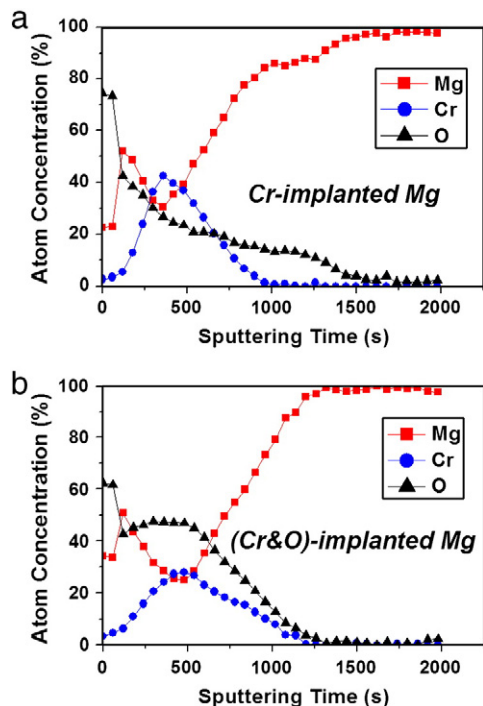 a
Atom Concentration (%)
100
80
60
40
20
0
Mg
Cr
O
Cr-implanted Mg
0 500 1000 1500 2000
Sputtering Time (s)
b
Atom Concentration (%)
100
80
60
40
20
0
Mg
Cr
O
(Cr&O)-implanted Mg
0 500 1000 1500 2000
Sputtering Time (s)